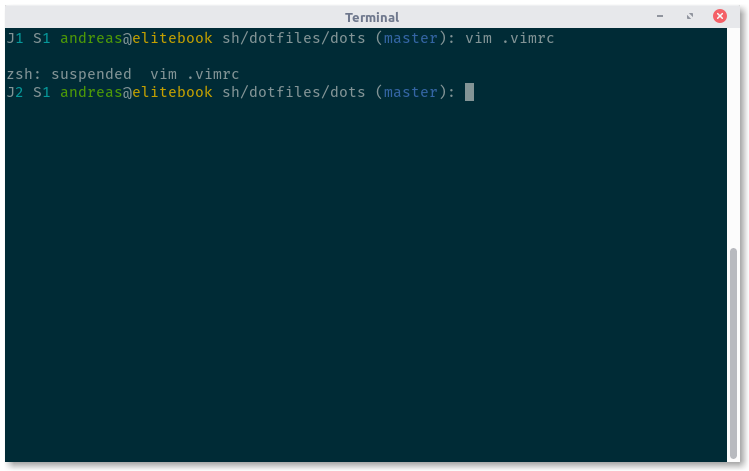 Terminal
J1 S1 andreas@elitebook sh/dotfiles/dots (master): vim .vimrc
zsh: suspended  vim .vimrc
J2 S1 andreas@elitebook sh/dotfiles/dots (master):